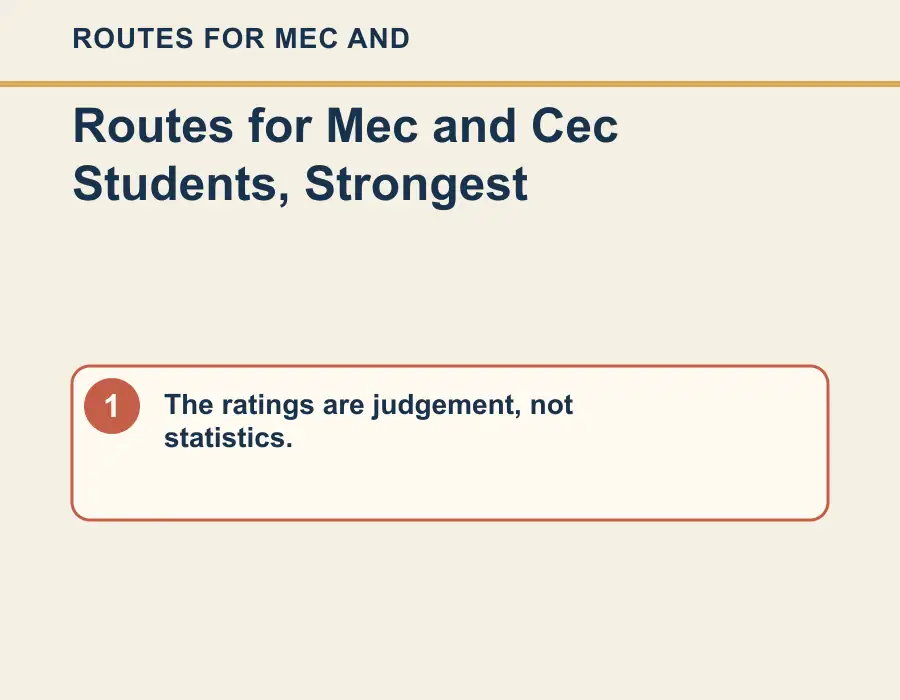 ROUTES FOR MEC AND
Routes for Mec and Cec
Students, Strongest
1
The ratings are judgement, not
statistics.